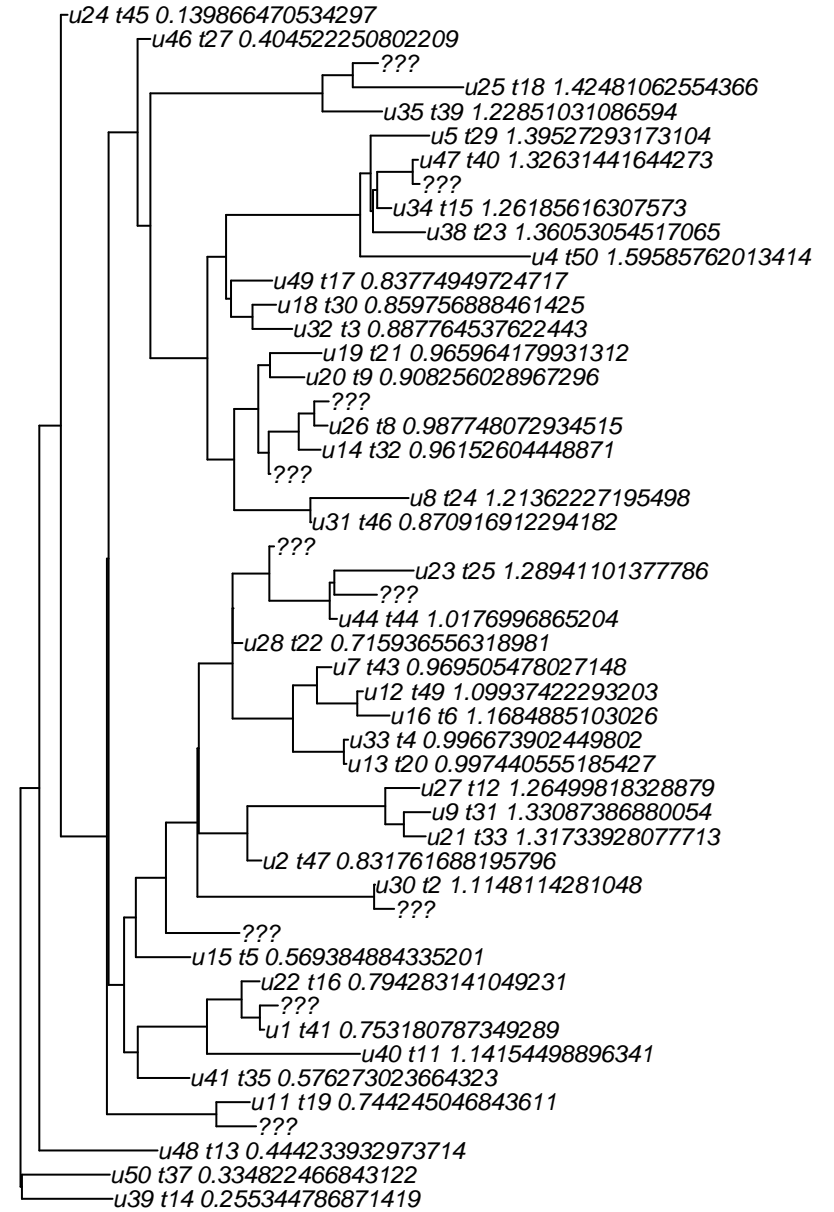 u24 t45 0.139866470534297
u46 t27 0.404522250802209
???
u25 t18 1.42481062554366
u35 t39 1.22851031086594
u5 t29 1.39527293173104
u47 t40 1.32631441644273
???
u34 t15 1.26185616307573
u38 t23 1.36053054517065
u4 t50 1.59585762013414
u49 t17 0.83774949724717
u18 t30 0.859756888461425
u32 t3 0.887764537622443
u19 t21 0.965964179931312
u20 t9 0.908256028967296
???
u26 t8 0.987748072934515
u14 t32 0.96152604448871
???
u8 t24 1.21362227195498
u31 t46 0.870916912294182
???
u23 t25 1.28941101377786
???
u44 t44 1.0176996865204
u28 t22 0.715936556318981
u7 t43 0.969505478027148
u12 t49 1.09937422293203
u16 t6 1.1684885103026
u33 t4 0.996673902449802
u13 t20 0.997440555185427
u27 t12 1.26499818328879
u9 t31 1.33087386880054
u21 t33 1.31733928077713
u2 t47 0.831761688195796
u30 t2 1.1148114281048
???
???
u15 t5 0.569384884335201
u22 t16 0.794283141049231
???
u1 t41 0.753180787349289
u40 t11 1.14154498896341
u41 t35 0.576273023664323
u11 t19 0.744245046843611
???
u48 t13 0.444233932973714
u50 t37 0.334822466843122
u39 t14 0.255344786871419